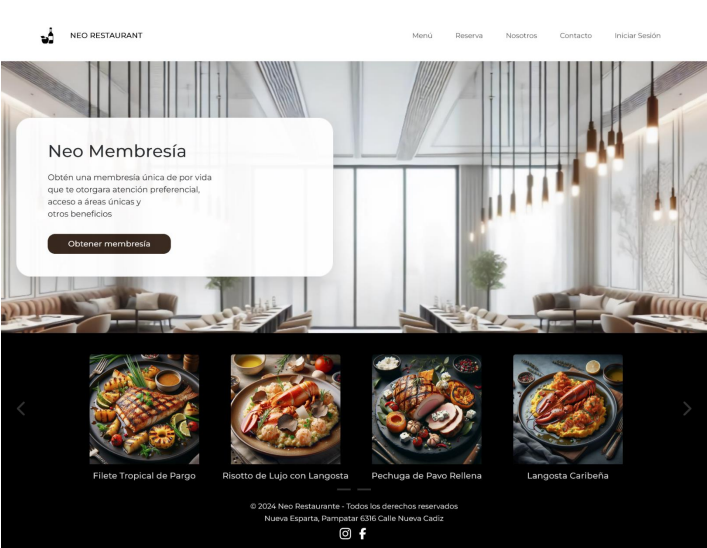 NEO RESTAURANT
Menú
Reserva
Nosotros
Contacto
Iniciar Sesión
Neo Membresía
Obtén una membresía única de por vida
que te otorgara atención preferencial,
acceso a áreas únicas y
otros beneficios
Obtener membresía
Filete Tropical de Pargo
Risotto de Lujo con Langosta
Pechuga de Pavo Rellena
Langosta Caribeña
© 2024 Neo Restaurante - Todos los derechos reservados
Nueva Esparta, Pampatar 6316 Calle Nueva Cadiz